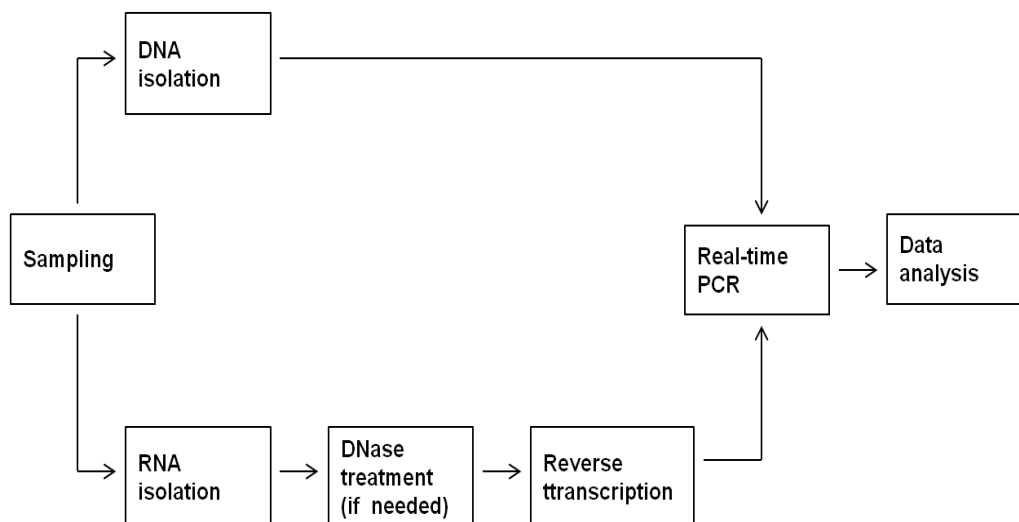 DNA
isolation
Sampling
Real-time
PCR
Data
analysis
RNA
isolation
DNase
treatment
(if needed)
Reverse
ttranscription